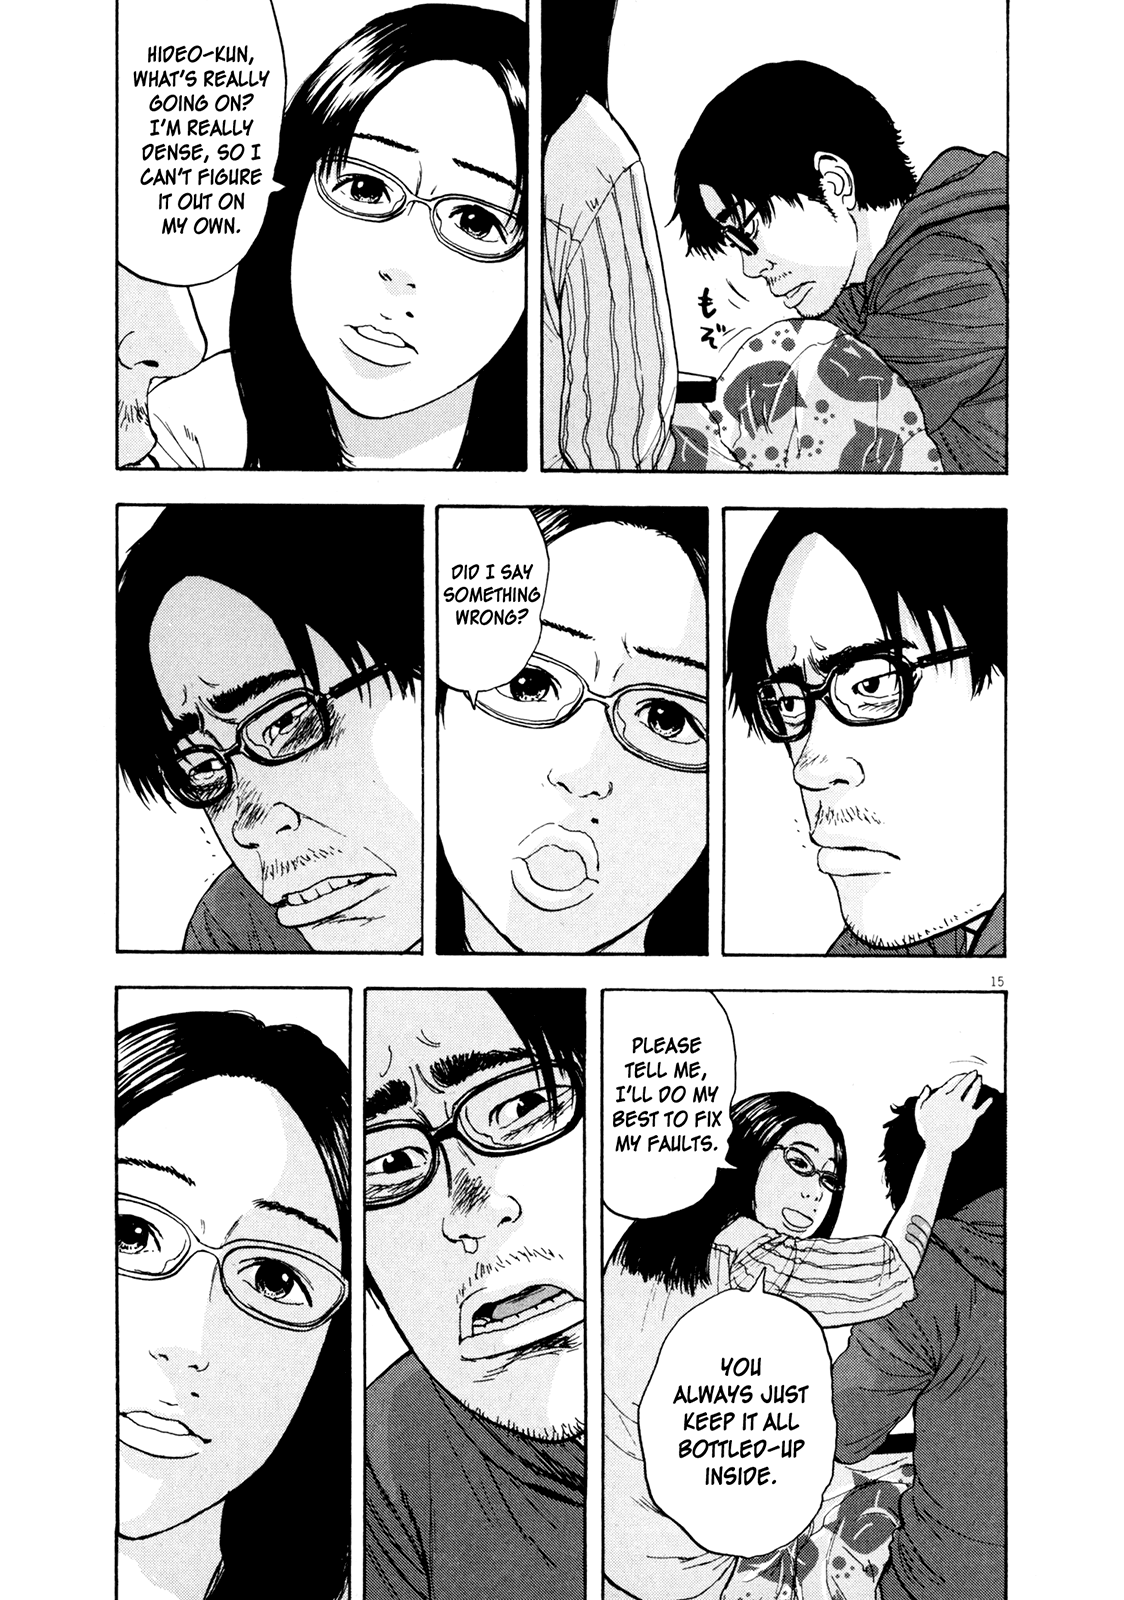 もぞ
HIDEO-KUN,
WHAT'S REALLY
GOING ON?
I'M REALLY
DENSE, SO I
CAN'T FIGURE
IT OUT ON
MY OWN.
DID I SAY
SOMETHING
WRONG?
15
PLEASE
TELL ME,
I'LL DO MY
BEST TO FIX
MY FAULTS.
YOU
ALWAYS JUST
KEEP IT ALL
BOTTLED-UP
INSIDE.